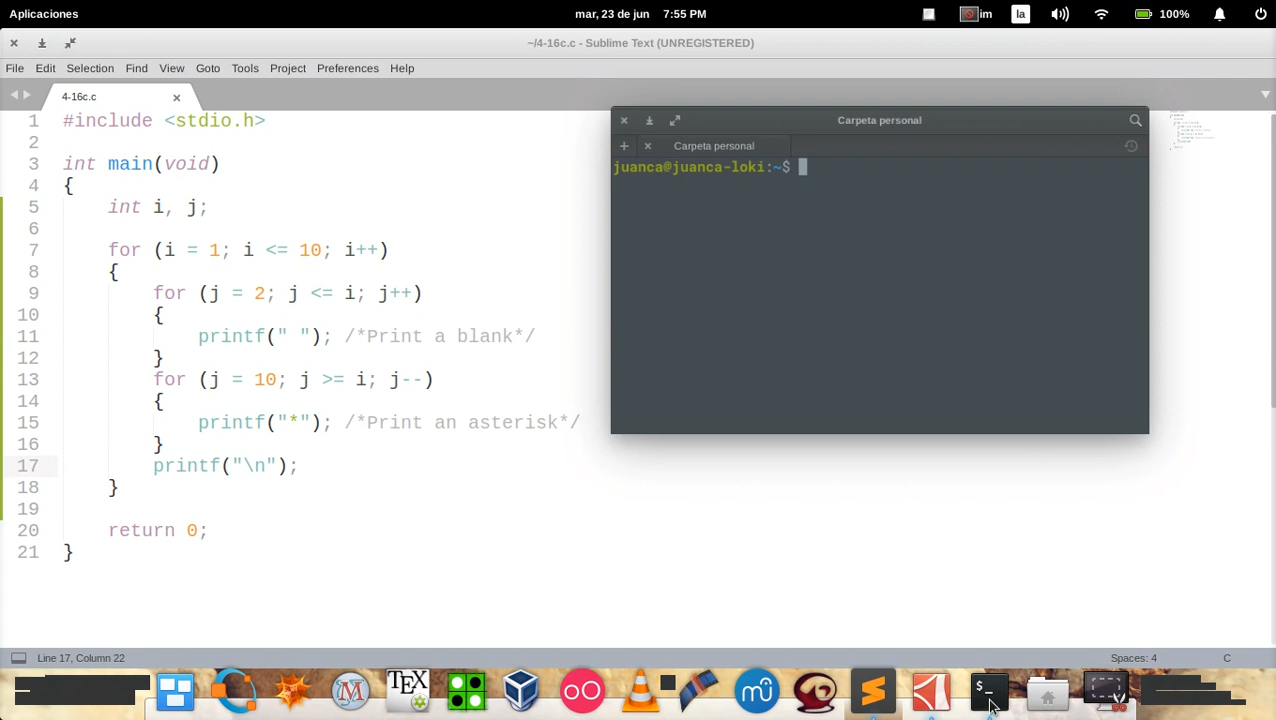 Aplicaciones
mar, 23 de jun 7:55 PM
im
la
100%
~/4-16c.c - Sublime Text (UNREGISTERED)
File Edit Selection Find View Goto Tools Project Preferences Help
4-16c.c
1 #include <stdio.h>
2
3 int main(void)
4 {
5 int i, j;
6
7 for (i = 1; i <= 10; i++)
8 {
9 for (j = 2; j <= i; j++)
10 {
11 printf(" "); /*Print a blank*/
12 }
13 for (j = 10; j >= i; j--)
14 {
15 printf("*"); /*Print an asterisk*/
16 }
17 printf("\n");
18 }
19
20 return 0;
21 }
Carpeta personal
Carpeta personal
juanca@juanca-loki:~$
Line 17, Column 22
Spaces: 4
C
TEX
M
$_